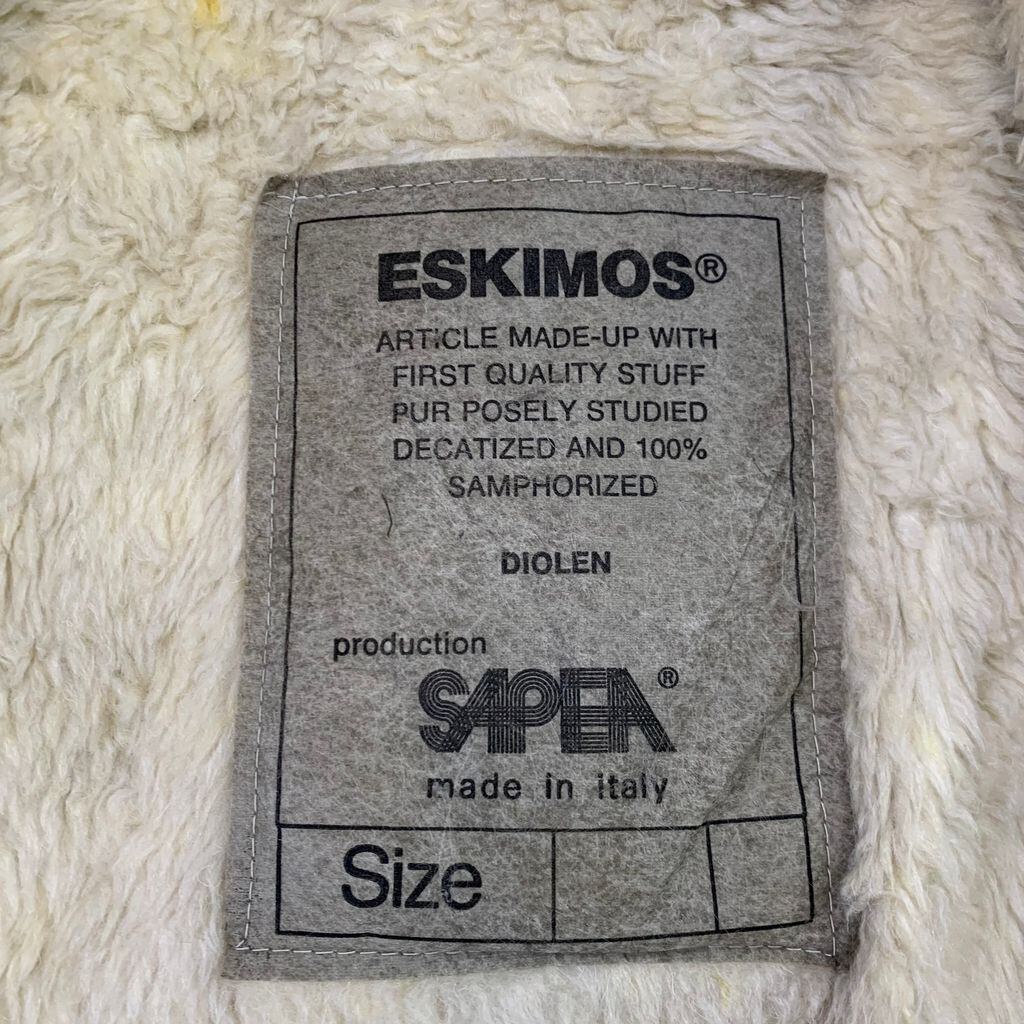 ESKIMOS®
ARTICLE MADE-UP WITH
FIRST QUALITY STUFF
PUR POSELY STUDIED
DECATIZED AND 100%
SAMPHORIZED
DIOLEN
production
SAPEA®
made in italy
Size